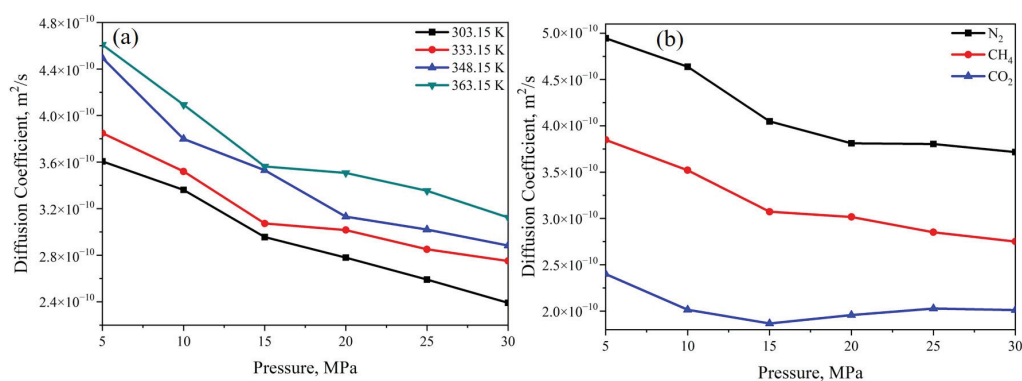 (a)
303.15 K
333.15 K
348.15 K
363.15 K
4.8×10⁻¹⁰
4.4×10⁻¹⁰
4.0×10⁻¹⁰
3.6×10⁻¹⁰
3.2×10⁻¹⁰
2.8×10⁻¹⁰
2.4×10⁻¹⁰
Diffusion Coefficient, m²/s
5 10 15 20 25 30
Pressure, MPa
(b)
N₂
CH₄
CO₂
5.0×10⁻¹⁰
4.5×10⁻¹⁰
4.0×10⁻¹⁰
3.5×10⁻¹⁰
3.0×10⁻¹⁰
2.5×10⁻¹⁰
2.0×10⁻¹⁰
Diffusion Coefficient, m²/s
5 10 15 20 25 30
Pressure, MPa